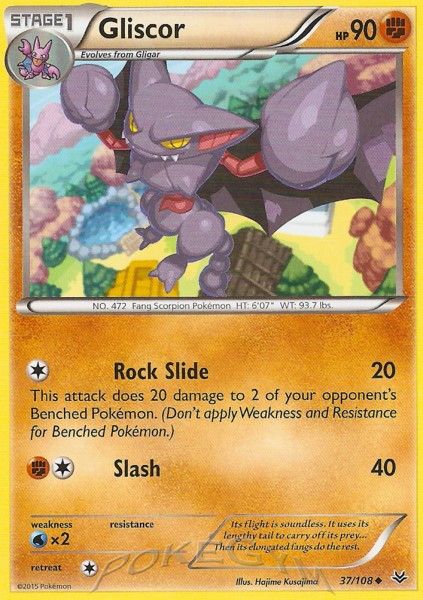 STAGE1
Gliscor
HP 90
Evolves from Gligar
NO. 472 Fang Scorpion Pokémon HT: 6'07" WT: 93.7 lbs.
Rock Slide 20
This attack does 20 damage to 2 of your opponent's
Benched Pokémon. (Don't apply Weakness and Resistance
for Benched Pokémon.)
Slash 40
weakness resistance
×2
retreat
Its flight is soundless. It uses its
lengthy tail to carry off its prey...
Then its elongated fangs do the rest.
©2015 Pokémon
Illus. Hajime Kusajima
37/108